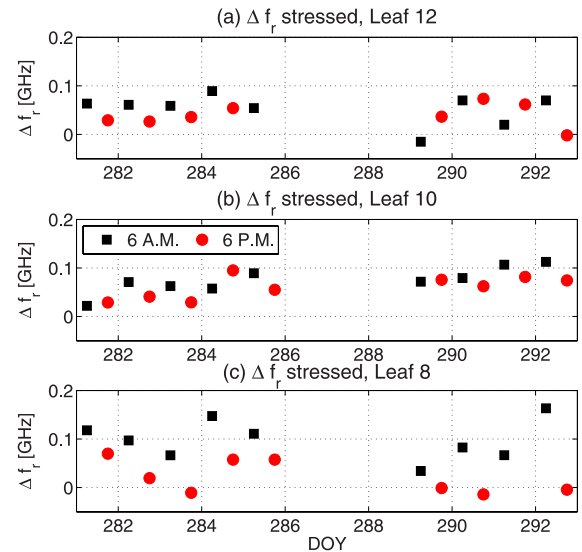 (a) Δ f_r stressed, Leaf 12
0.2
0.1
0
Δ f_r [GHz]
282 284 286 288 290 292
(b) Δ f_r stressed, Leaf 10
6 A.M. 6 P.M.
0.2
0.1
0
Δ f_r [GHz]
282 284 286 288 290 292
(c) Δ f_r stressed, Leaf 8
0.2
0.1
0
Δ f_r [GHz]
282 284 286 288 290 292
DOY